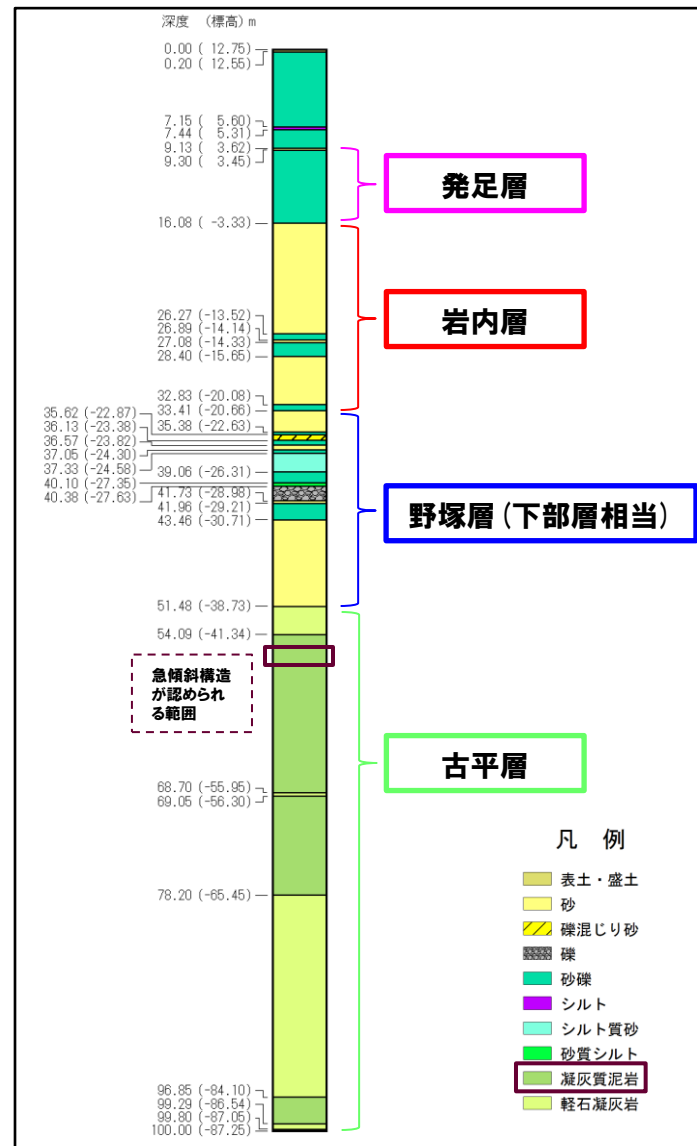 深度 (標高) m
0.00 ( 12.75)
0.20 ( 12.55)
7.15 ( 5.60)
7.44 ( 5.31)
9.13 ( 3.62)
9.30 ( 3.45)
16.08 ( -3.33)
26.27 (-13.52)
26.89 (-14.14)
27.08 (-14.33)
28.40 (-15.65)
32.83 (-20.08)
33.41 (-20.66)
35.38 (-22.63)
35.62 (-22.87)
36.13 (-23.38)
36.57 (-23.82)
37.05 (-24.30)
37.33 (-24.58)
39.06 (-26.31)
40.10 (-27.35)
40.38 (-27.63)
41.73 (-28.98)
41.96 (-29.21)
43.46 (-30.71)
51.48 (-38.73)
54.09 (-41.34)
68.70 (-55.95)
69.05 (-56.30)
78.20 (-65.45)
96.85 (-84.10)
99.29 (-86.54)
99.80 (-87.05)
100.00 (-87.25)
発足層
岩内層
野塚層(下部層相当)
古平層
急傾斜構造
が認められ
る範囲
凡 例
表土・盛土
砂
礫混じり砂
礫
砂礫
シルト
シルト質砂
砂質シルト
凝灰質泥岩
軽石凝灰岩